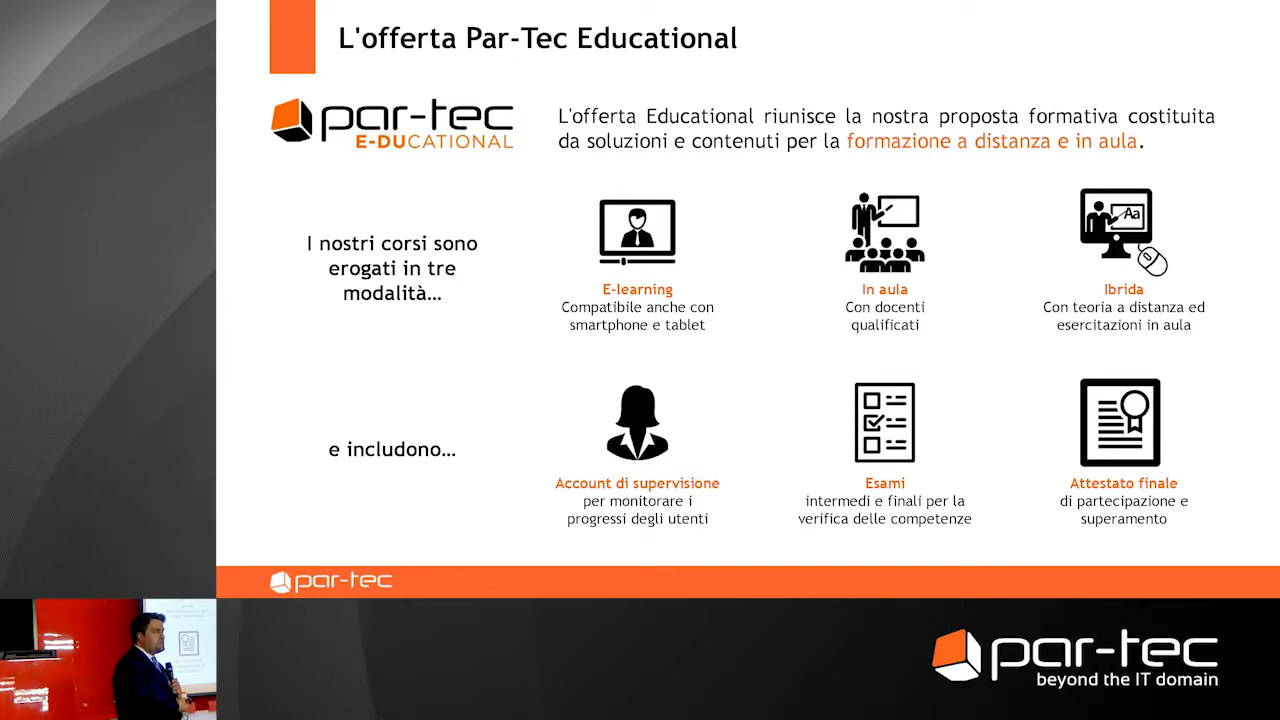 L'offerta Par-Tec Educational
par-tec
E-DUCATIONAL
L'offerta Educational riunisce la nostra proposta formativa costituita
da soluzioni e contenuti per la formazione a distanza e in aula.
I nostri corsi sono
erogati in tre
modalità…
E-learning
Compatibile anche con
smartphone e tablet
In aula
Con docenti
qualificati
Aa
Ibrida
Con teoria a distanza ed
esercitazioni in aula
e includono…
Account di supervisione
per monitorare i
progressi degli utenti
Esami
intermedi e finali per la
verifica delle competenze
Attestato finale
di partecipazione e
superamento
par-tec
par-tec
beyond the IT domain